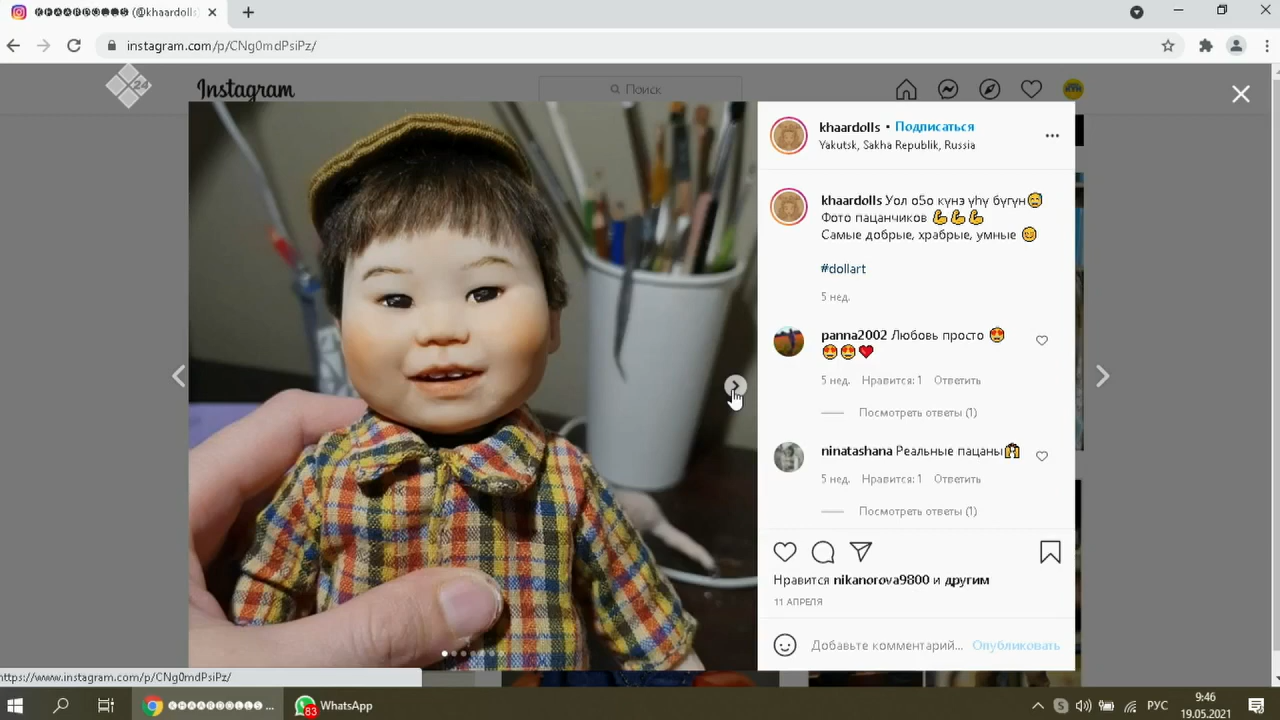 (@khaardolls)
instagram.com/p/CNg0mdPsiPz/
24
Instagram
Поиск
khaardolls • Подписаться
Yakutsk, Sakha Republik, Russia
khaardolls Уол о5о күнэ үһү бүгүн😅
Фото пацанчиков 💪💪💪
Самые добрые, храбрые, умные 😊
#dollart
5 нед.
panna2002 Любовь просто 😍
😍😍❤️
5 нед. Нравится: 1 Ответить
Посмотреть ответы (1)
ninatashana Реальные пацаны🙌
5 нед. Нравится: 1 Ответить
Посмотреть ответы (1)
Нравится nikanorova9800 и другим
11 АПРЕЛЯ
Добавьте комментарий... Опубликовать
https://www.instagram.com/p/CNg0mdPsiPz/
83 WhatsApp
РУС
9:46
19.05.2021